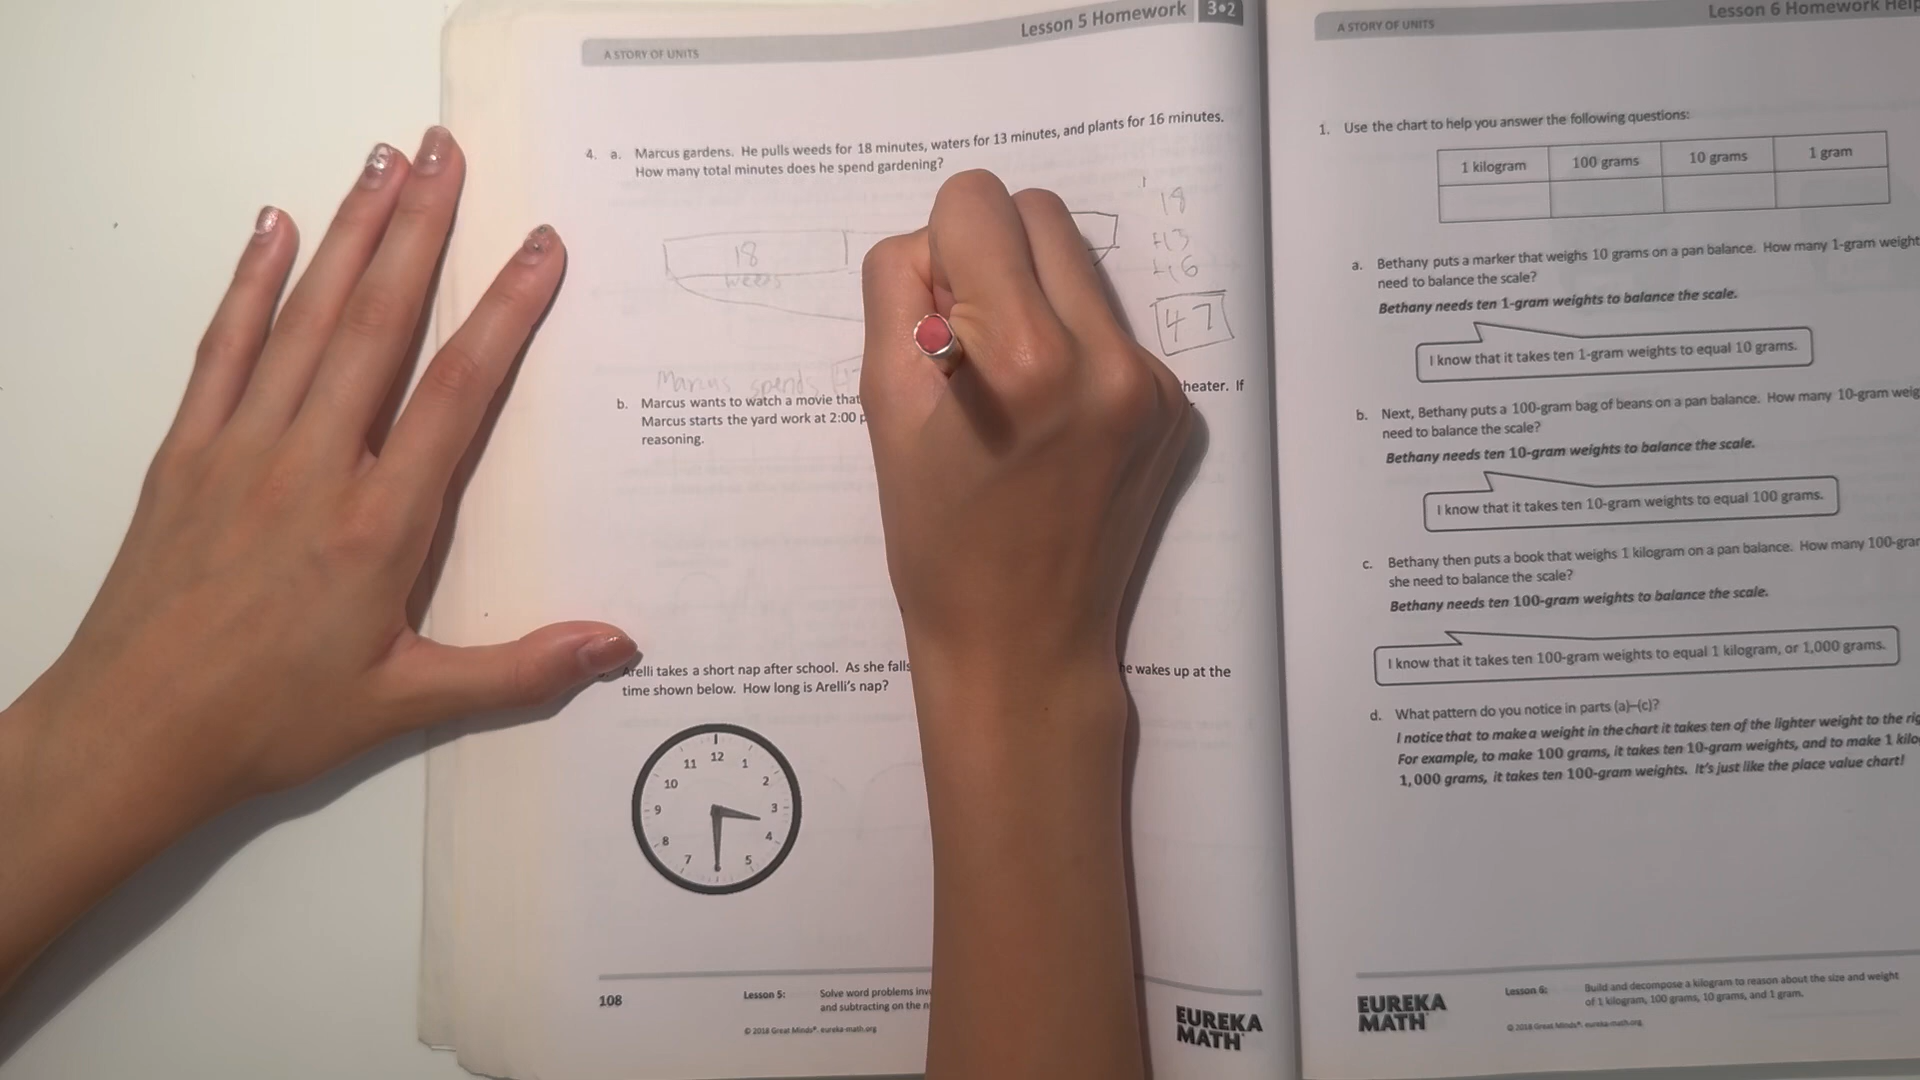 Lesson 5 Homework 3•2
A STORY OF UNITS
4. a. Marcus gardens. He pulls weeds for 18 minutes, waters for 13 minutes, and plants for 16 minutes.
How many total minutes does he spend gardening?
18
weeds
1
18
+13
+16
47
Marcus spends
b. Marcus wants to watch a movie that
heater. If
Marcus starts the yard work at 2:00 p
reasoning.
Arelli takes a short nap after school. As she falls
he wakes up at the
time shown below. How long is Arelli's nap?
12
11 1
10 2
9 3
8 4
7 5
108
Lesson 5: Solve word problems inv
and subtracting on the n
© 2018 Great Minds®. eureka-math.org
EUREKA
MATH
Lesson 6 Homework Help
A STORY OF UNITS
1. Use the chart to help you answer the following questions:
1 kilogram 100 grams 10 grams 1 gram
a. Bethany puts a marker that weighs 10 grams on a pan balance. How many 1-gram weight
need to balance the scale?
Bethany needs ten 1-gram weights to balance the scale.
I know that it takes ten 1-gram weights to equal 10 grams.
b. Next, Bethany puts a 100-gram bag of beans on a pan balance. How many 10-gram weig
need to balance the scale?
Bethany needs ten 10-gram weights to balance the scale.
I know that it takes ten 10-gram weights to equal 100 grams.
c. Bethany then puts a book that weighs 1 kilogram on a pan balance. How many 100-gra
she need to balance the scale?
Bethany needs ten 100-gram weights to balance the scale.
I know that it takes ten 100-gram weights to equal 1 kilogram, or 1,000 grams.
d. What pattern do you notice in parts (a)–(c)?
I notice that to make a weight in the chart it takes ten of the lighter weight to the rig
For example, to make 100 grams, it takes ten 10-gram weights, and to make 1 kilo
1,000 grams, it takes ten 100-gram weights. It's just like the place value chart!
Lesson 6: Build and decompose a kilogram to reason about the size and weight
of 1 kilogram, 100 grams, 10 grams, and 1 gram.
© 2018 Great Minds®. eureka-math.org
EUREKA
MATH